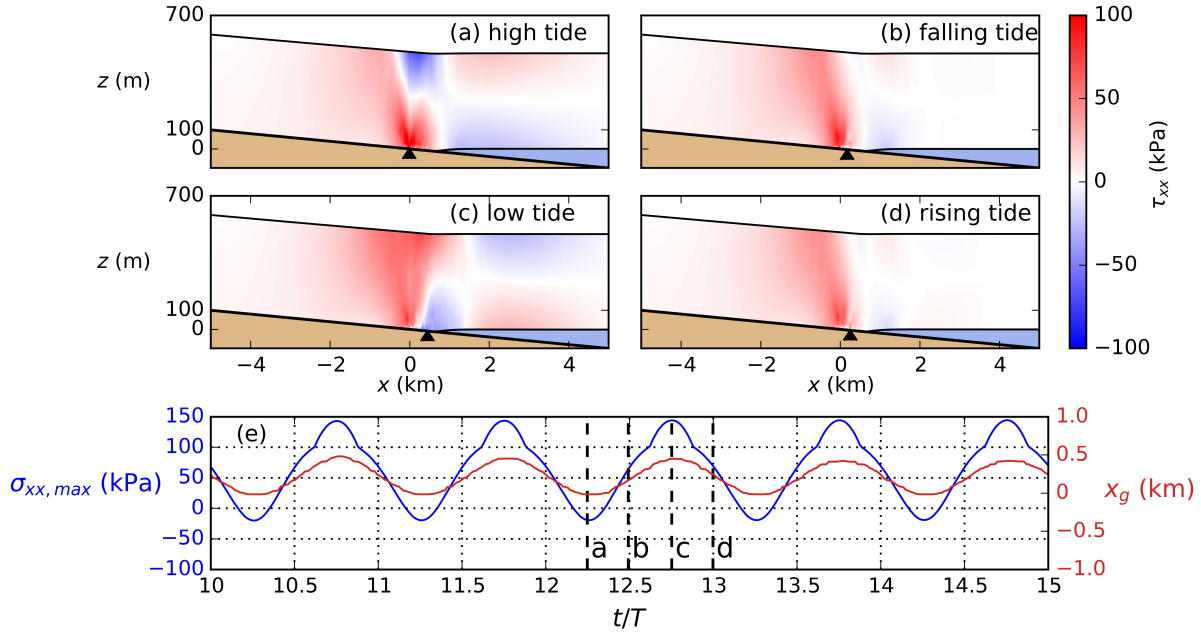 700
z (m)
100
0
(a) high tide
(b) falling tide
700
z (m)
100
0
(c) low tide
(d) rising tide
−4 −2 0 2 4
x (km)
−4 −2 0 2 4
x (km)
100
50
0
−50
−100
τxx (kPa)
150
100
50
0
−50
−100
σxx, max (kPa)
(e)
a b c d
1.0
0.5
0
−0.5
−1.0
xg (km)
10 10.5 11 11.5 12 12.5 13 13.5 14 14.5 15
t/T